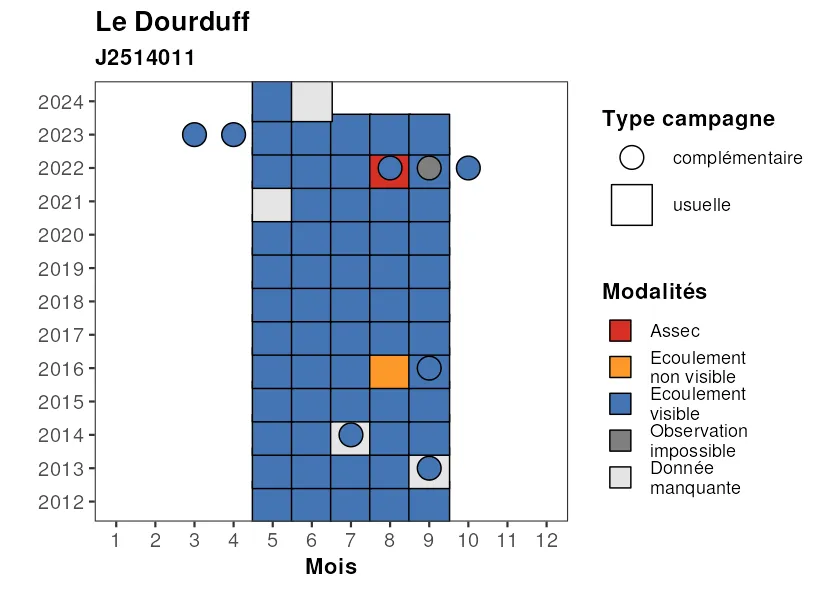 Le Dourduff
J2514011
2024
2023
2022
2021
2020
2019
2018
2017
2016
2015
2014
2013
2012
1 2 3 4 5 6 7 8 9 10 11 12
Mois
Type campagne
complémentaire
usuelle
Modalités
Assec
Ecoulement
non visible
Ecoulement
visible
Observation
impossible
Donnée
manquante